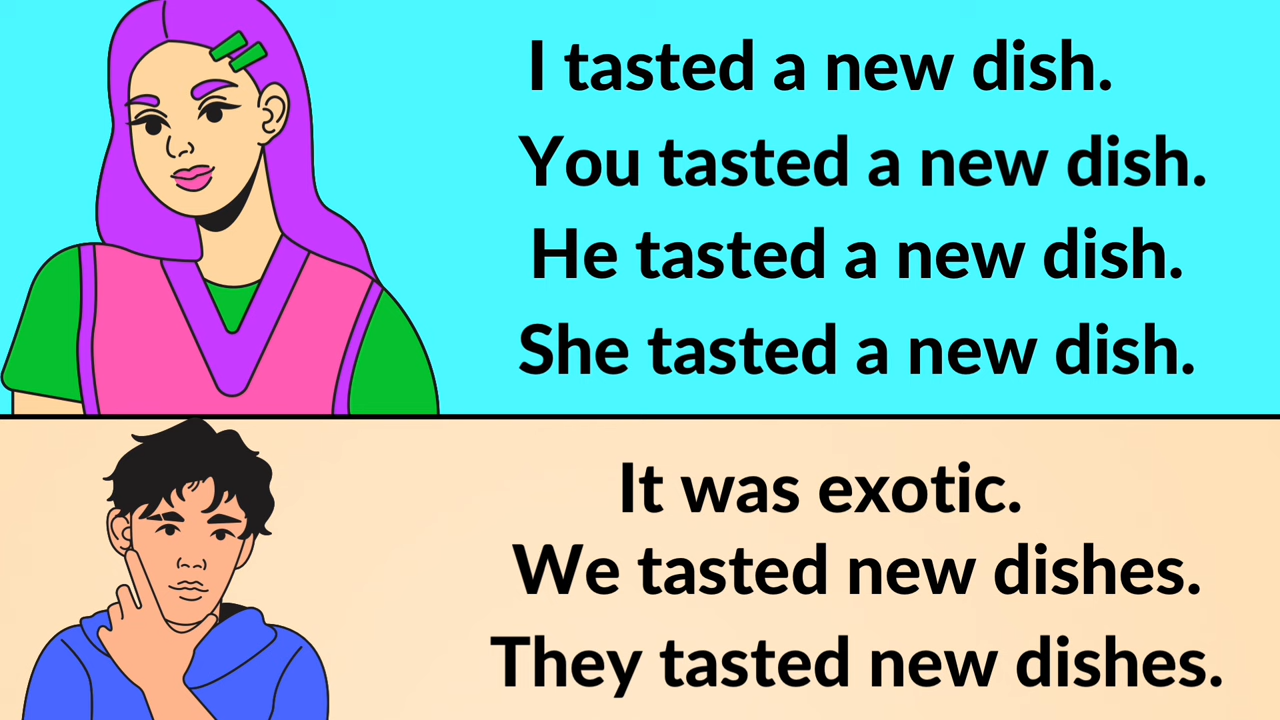 I tasted a new dish.
You tasted a new dish.
He tasted a new dish.
She tasted a new dish.
It was exotic.
We tasted new dishes.
They tasted new dishes.